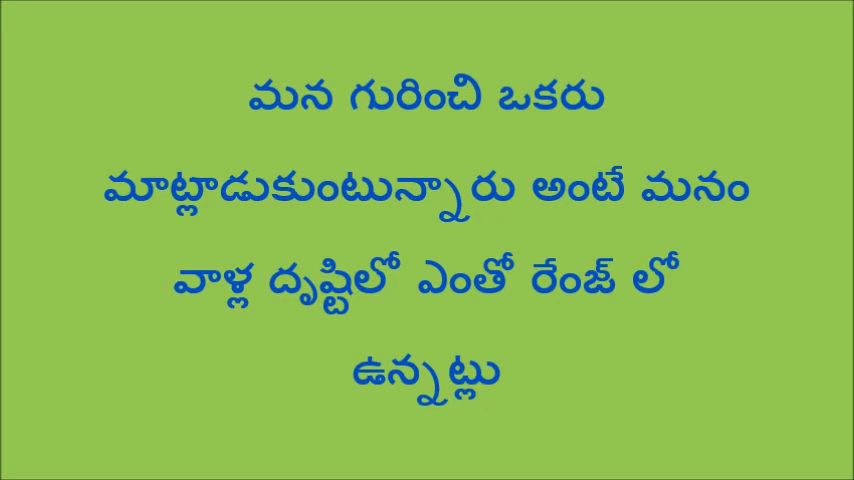 మన గురించి ఒకరు
మాట్లాడుకుంటున్నారు అంటే మనం
వాళ్ల దృష్టిలో ఎంతో రేంజ్ లో
ఉన్నట్లు